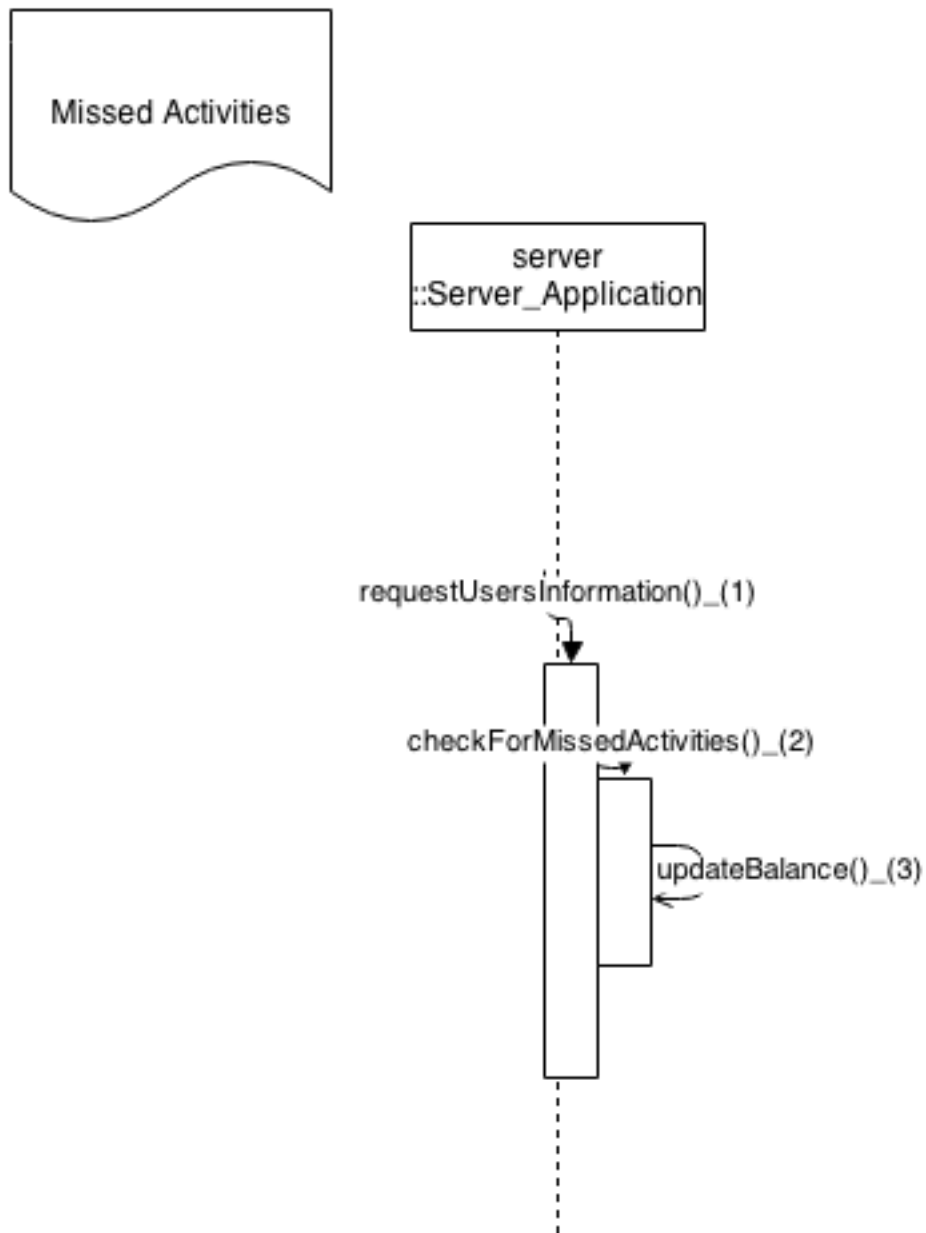 Missed Activities
server
::Server_Application
requestUsersInformation()_(1)
checkForMissedActivities()_(2)
updateBalance()_(3)